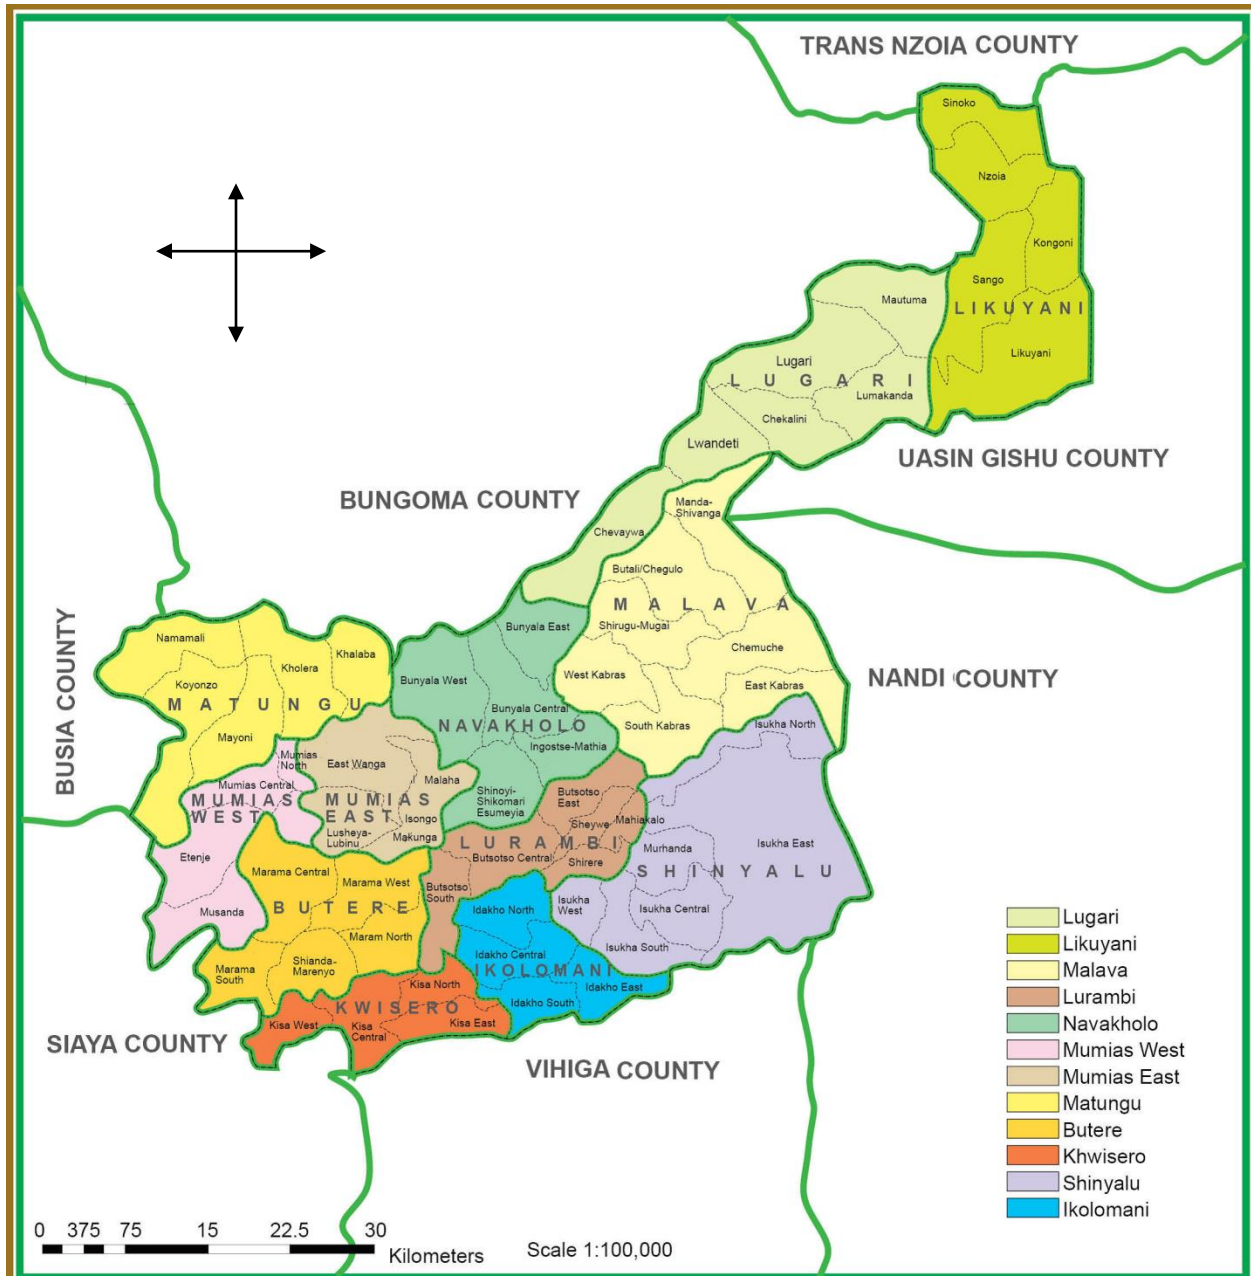 TRANS NZOIA COUNTY
Sinoko
Nzoia
Kongoni
Sango
LIKUYANI
Likuyani
Mautuma
Lugari
LUGARI
Lumakanda
Chekalini
Lwandeti
UASIN GISHU COUNTY
BUNGOMA COUNTY
Manda-
Shivanga
Chevaywa
Butali/Chegulo
MALAVA
Shirugu-Mugai
Chemuche
West Kabras
East Kabras
South Kabras
NANDI COUNTY
Bunyala East
Bunyala West
Bunyala Central
NAVAKHOLO
Ingostse-Mathia
Shinoyi-
Shikomari
Esumeyia
Namamali
Khalaba
Kholera
Koyonzo
MATUNGU
Mayoni
BUSIA COUNTY
Mumias
North
Mumias Central
MUMIAS
WEST
Etenje
Musanda
East Wanga
Malaha
MUMIAS
EAST
Isongo
Lusheya-
Lubinu
Makunga
Butsotso
East
Sheywe
Mahiakalo
LURAMBI
Butsotso Central
Shirere
Butsotso
South
Isukha North
Isukha East
Murhanda
SHINYALU
Isukha
West
Isukha Central
Isukha South
Marama Central
Marama West
BUTERE
Maram North
Marama
South
Shianda-
Marenyo
Idakho North
Idakho Central
IKOLOMANI
Idakho East
Idakho South
Kisa North
KWISERO
Kisa West
Kisa
Central
Kisa East
SIAYA COUNTY
VIHIGA COUNTY
Lugari
Likuyani
Malava
Lurambi
Navakholo
Mumias West
Mumias East
Matungu
Butere
Khwisero
Shinyalu
Ikolomani
0 375 75 15 22.5 30
Kilometers
Scale 1:100,000